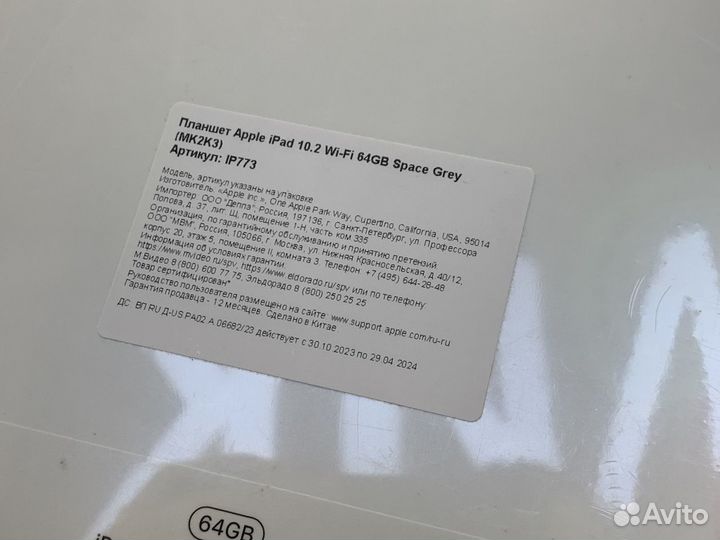 Планшет Apple iPad 10.2 Wi-Fi 64GB Space Grey
(MK2K3)
Артикул: IP773
Модель, артикул указаны на упаковке
Изготовитель: «Apple Inc.», One Apple Park Way, Cupertino, California, USA, 95014
Импортер: ООО "Деппа"; Россия, 197136, г. Санкт-Петербург, ул. Профессора
Попова, д. 37, лит. Щ, помещение 1-Н, часть ком 335
Организация, по гарантийному обслуживанию и принятию претензий
ООО "МВМ", Россия, 105066, г. Москва, ул. Нижняя Красносельская, д. 40/12,
корпус 20, этаж 5, помещение II, комната 3. Телефон: +7 (495) 644-28-48
Информация об условиях гарантии:
https://www.mvideo.ru/spv, https://www.eldorado.ru/spv или по телефону
М.Видео 8 (800) 600 77 75, Эльдорадо 8 (800) 250 25 25
Товар сертифицирован*
Руководство пользователя размещено на сайте www.support.apple.com/ru-ru
Гарантия продавца - 12 месяцев. Сделано в Китае.
ДС ВП RU Д-US.РА02.А.06682/23 действует с 30.10.2023 по 29.04.2024
64GB
Avito